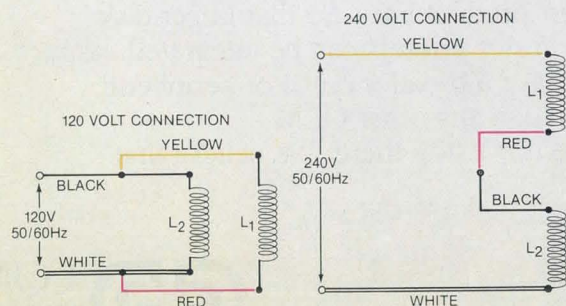 120 VOLT CONNECTION
YELLOW
BLACK
120V
50/60Hz
L2
L1
WHITE
RED
240 VOLT CONNECTION
YELLOW
L1
RED
240V
50/60Hz
BLACK
L2
WHITE